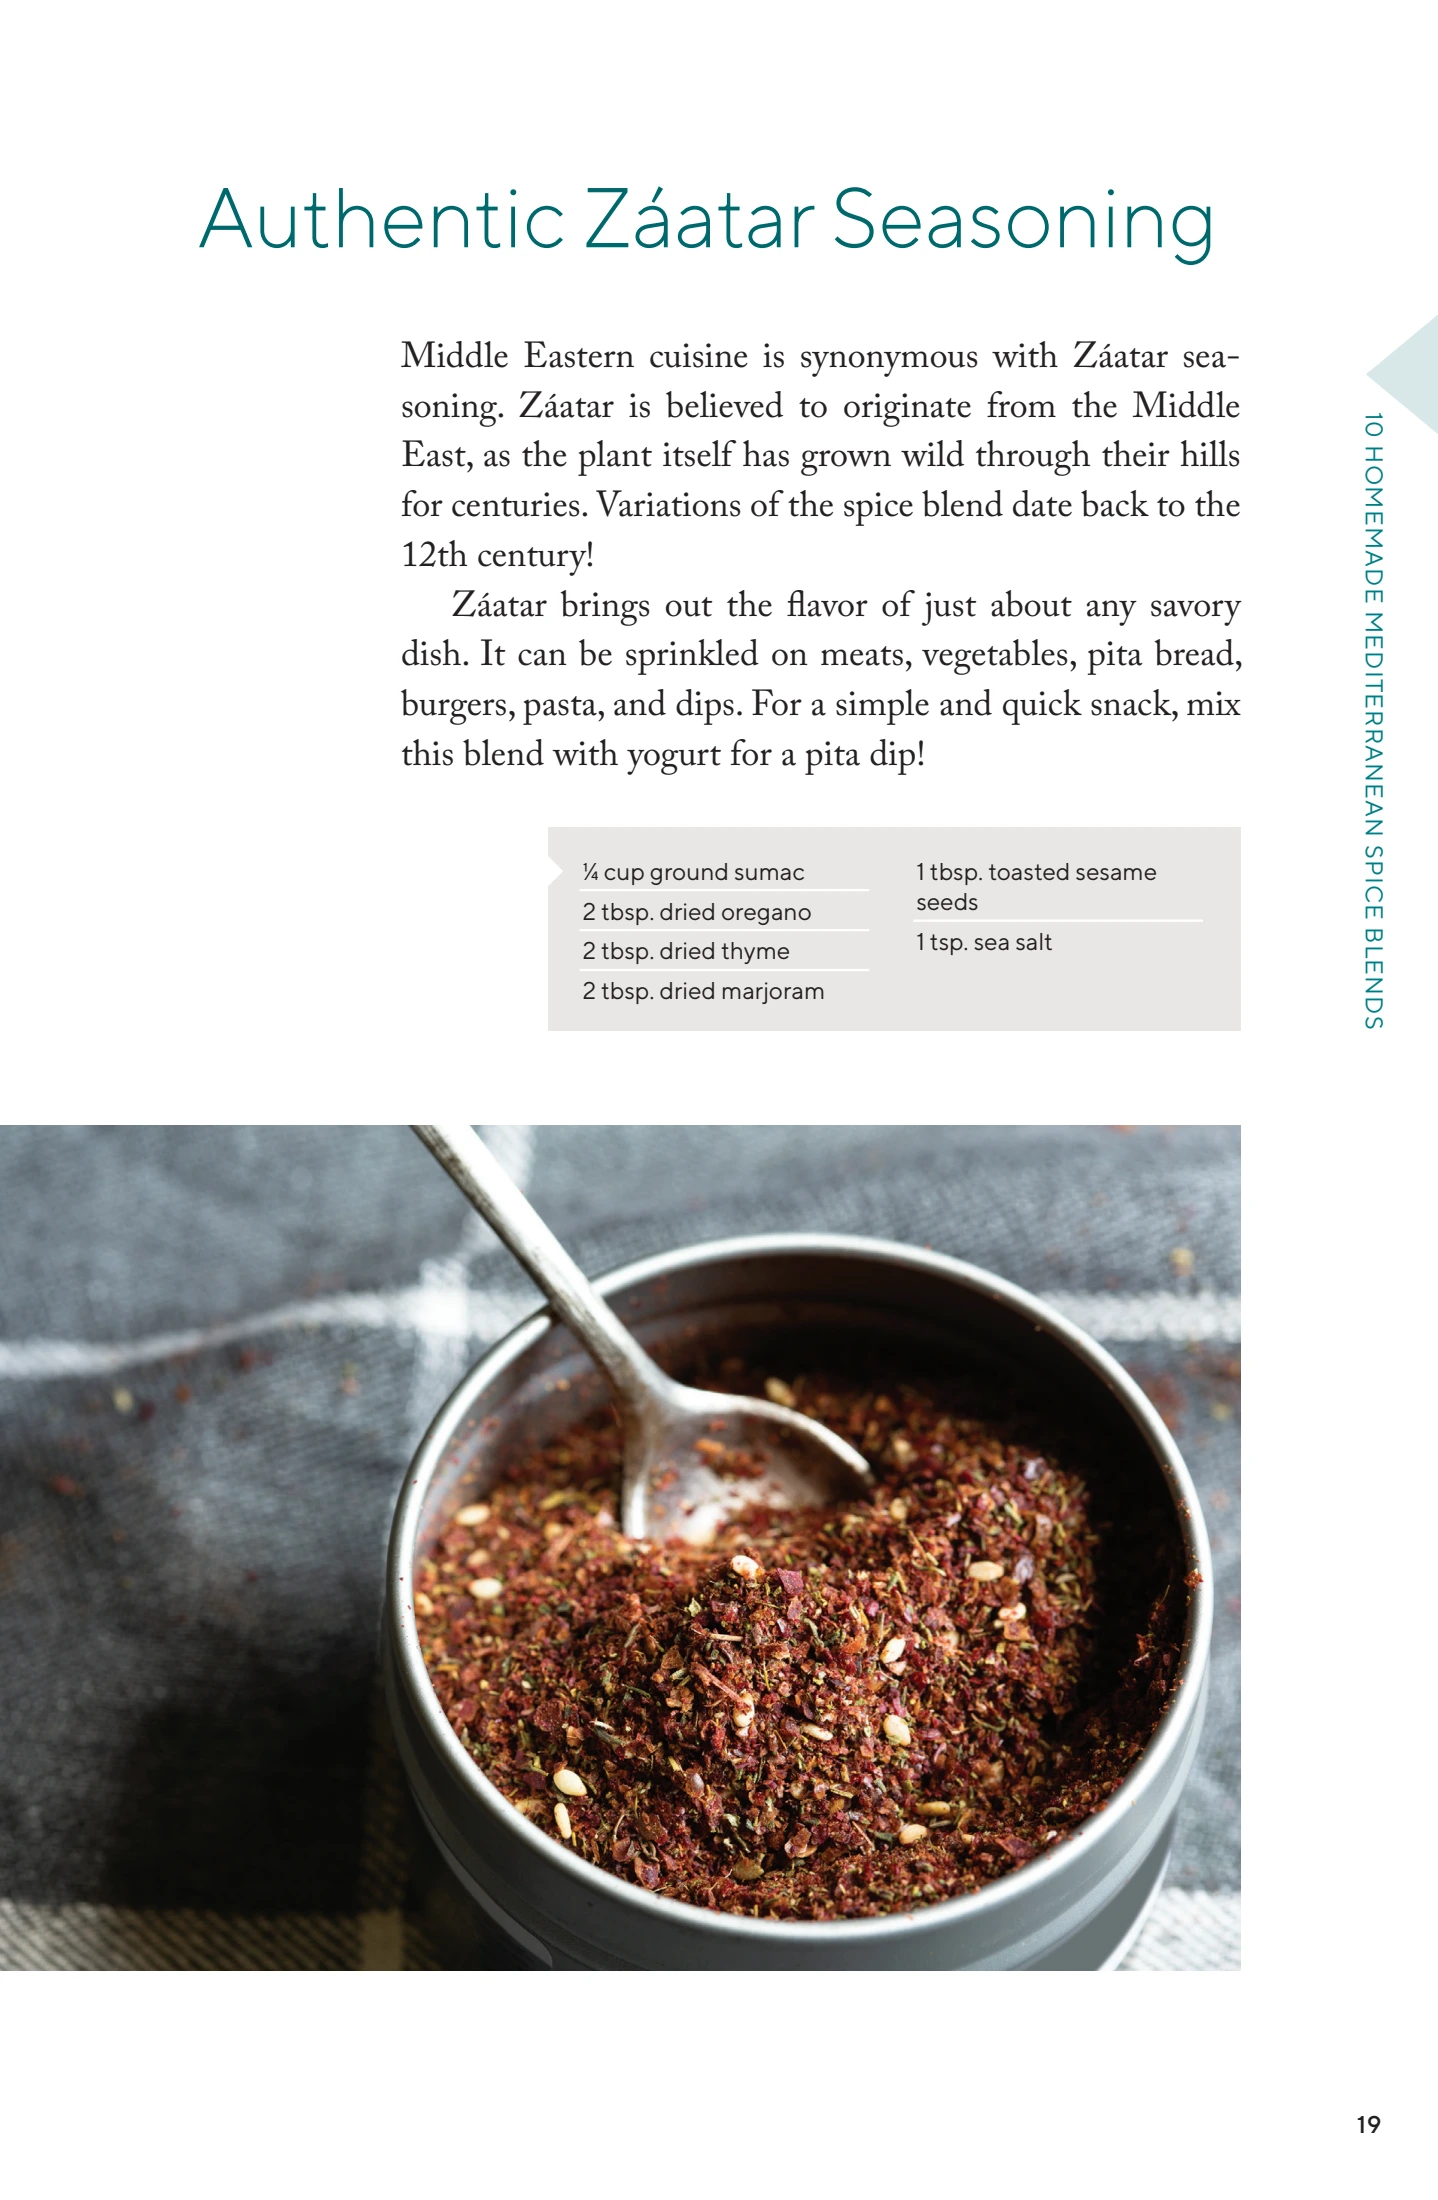 Authentic Záatar Seasoning
Middle Eastern cuisine is synonymous with Záatar sea-
soning. Záatar is believed to originate from the Middle
East, as the plant itself has grown wild through their hills
for centuries. Variations of the spice blend date back to the
12th century!
Záatar brings out the flavor of just about any savory
dish. It can be sprinkled on meats, vegetables, pita bread,
burgers, pasta, and dips. For a simple and quick snack, mix
this blend with yogurt for a pita dip!
¼ cup ground sumac
2 tbsp. dried oregano
2 tbsp. dried thyme
2 tbsp. dried marjoram
1 tbsp. toasted sesame
seeds
1 tsp. sea salt
10 HOMEMADE MEDITERRANEAN SPICE BLENDS
19